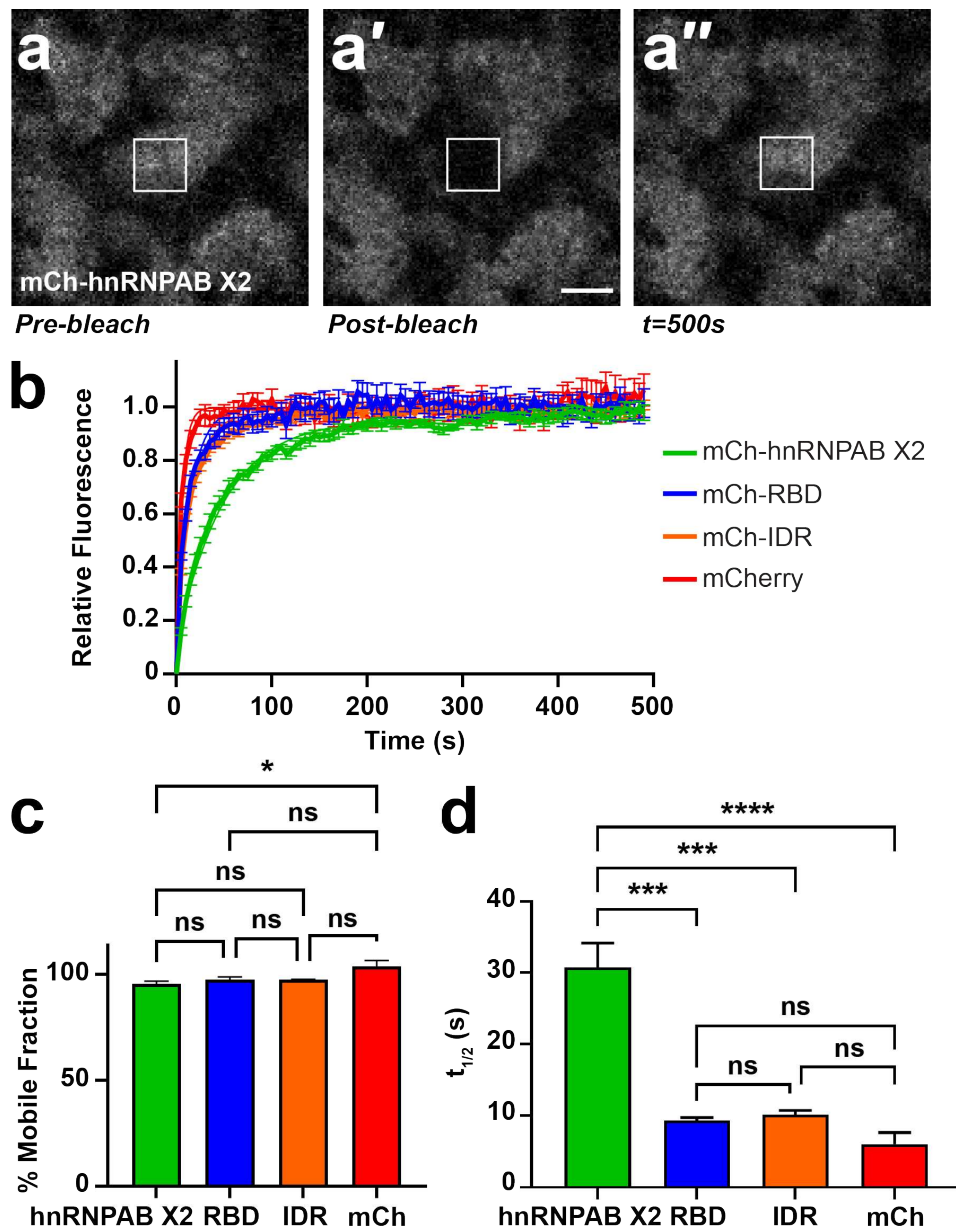 a
a′
a″
mCh-hnRNPAB X2
Pre-bleach
Post-bleach
t=500s
b
Relative Fluorescence
1.0
0.8
0.6
0.4
0.2
0
0 100 200 300 400 500
Time (s)
mCh-hnRNPAB X2
mCh-RBD
mCh-IDR
mCherry
c
*
ns
ns
ns ns ns
% Mobile Fraction
100
50
0
hnRNPAB X2 RBD IDR mCh
d
****
***
***
ns
ns ns
t1/2 (s)
40
30
20
10
0
hnRNPAB X2 RBD IDR mCh